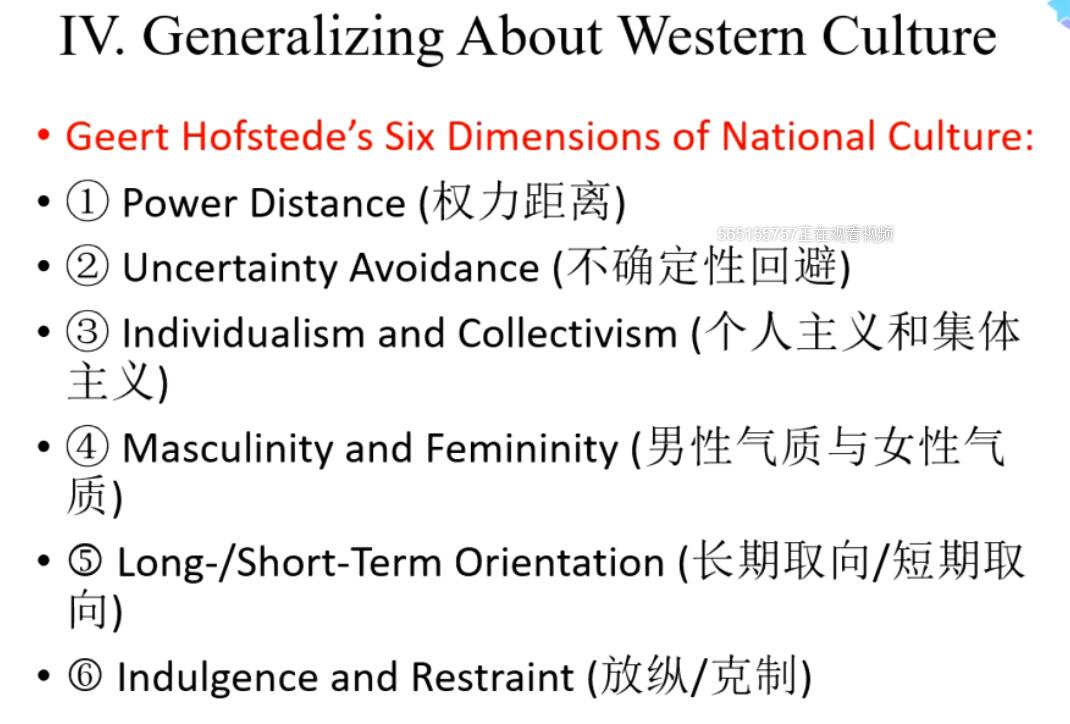 IV. Generalizing About Western Culture
• Geert Hofstede’s Six Dimensions of National Culture:
• ① Power Distance (权力距离)
565155757正在观看视频
• ② Uncertainty Avoidance (不确定性回避)
• ③ Individualism and Collectivism (个人主义和集体
主义)
• ④ Masculinity and Femininity (男性气质与女性气
质)
• ⑤ Long-/Short-Term Orientation (长期取向/短期取
向)
• ⑥ Indulgence and Restraint (放纵/克制)